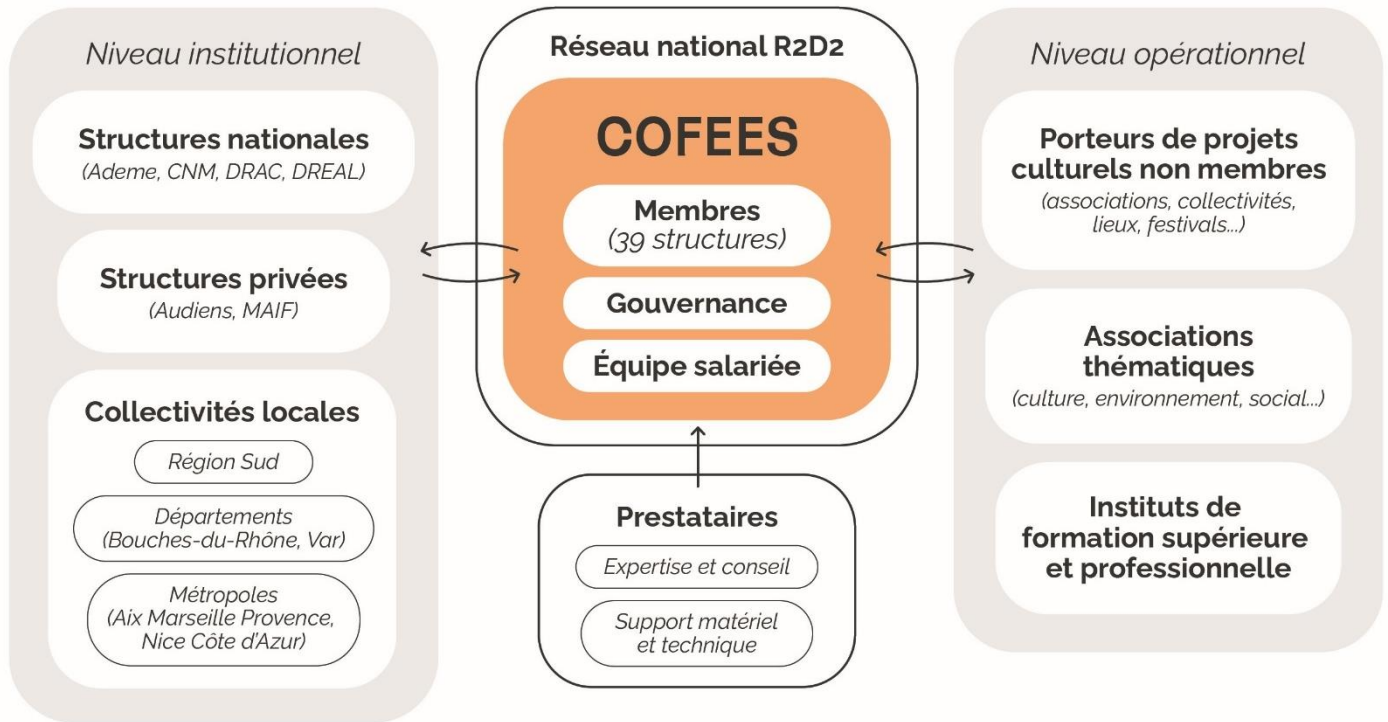 Niveau institutionnel
Structures nationales
(Ademe, CNM, DRAC, DREAL)
Structures privées
(Audiens, MAIF)
Collectivités locales
Région Sud
Départements
(Bouches-du-Rhône, Var)
Métropoles
(Aix Marseille Provence,
Nice Côte d'Azur)
Réseau national R2D2
COFEES
Membres
(39 structures)
Gouvernance
Équipe salariée
Prestataires
Expertise et conseil
Support matériel
et technique
Niveau opérationnel
Porteurs de projets
culturels non membres
(associations, collectivités,
lieux, festivals...)
Associations
thématiques
(culture, environnement, social...)
Instituts de
formation supérieure
et professionnelle